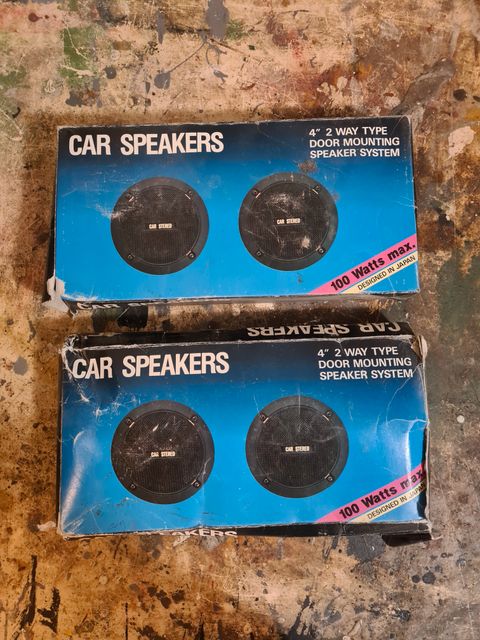 CAR SPEAKERS
4" 2 WAY TYPE
DOOR MOUNTING
SPEAKER SYSTEM
CAR STEREO
CAR STEREO
100 Watts max.
DESIGNED IN JAPAN
CAR SPEAKERS
CAR SPEAKERS
4" 2 WAY TYPE
DOOR MOUNTING
SPEAKER SYSTEM
CAR STEREO
CAR STEREO
100 Watts max.
DESIGNED IN JAPAN
KERS